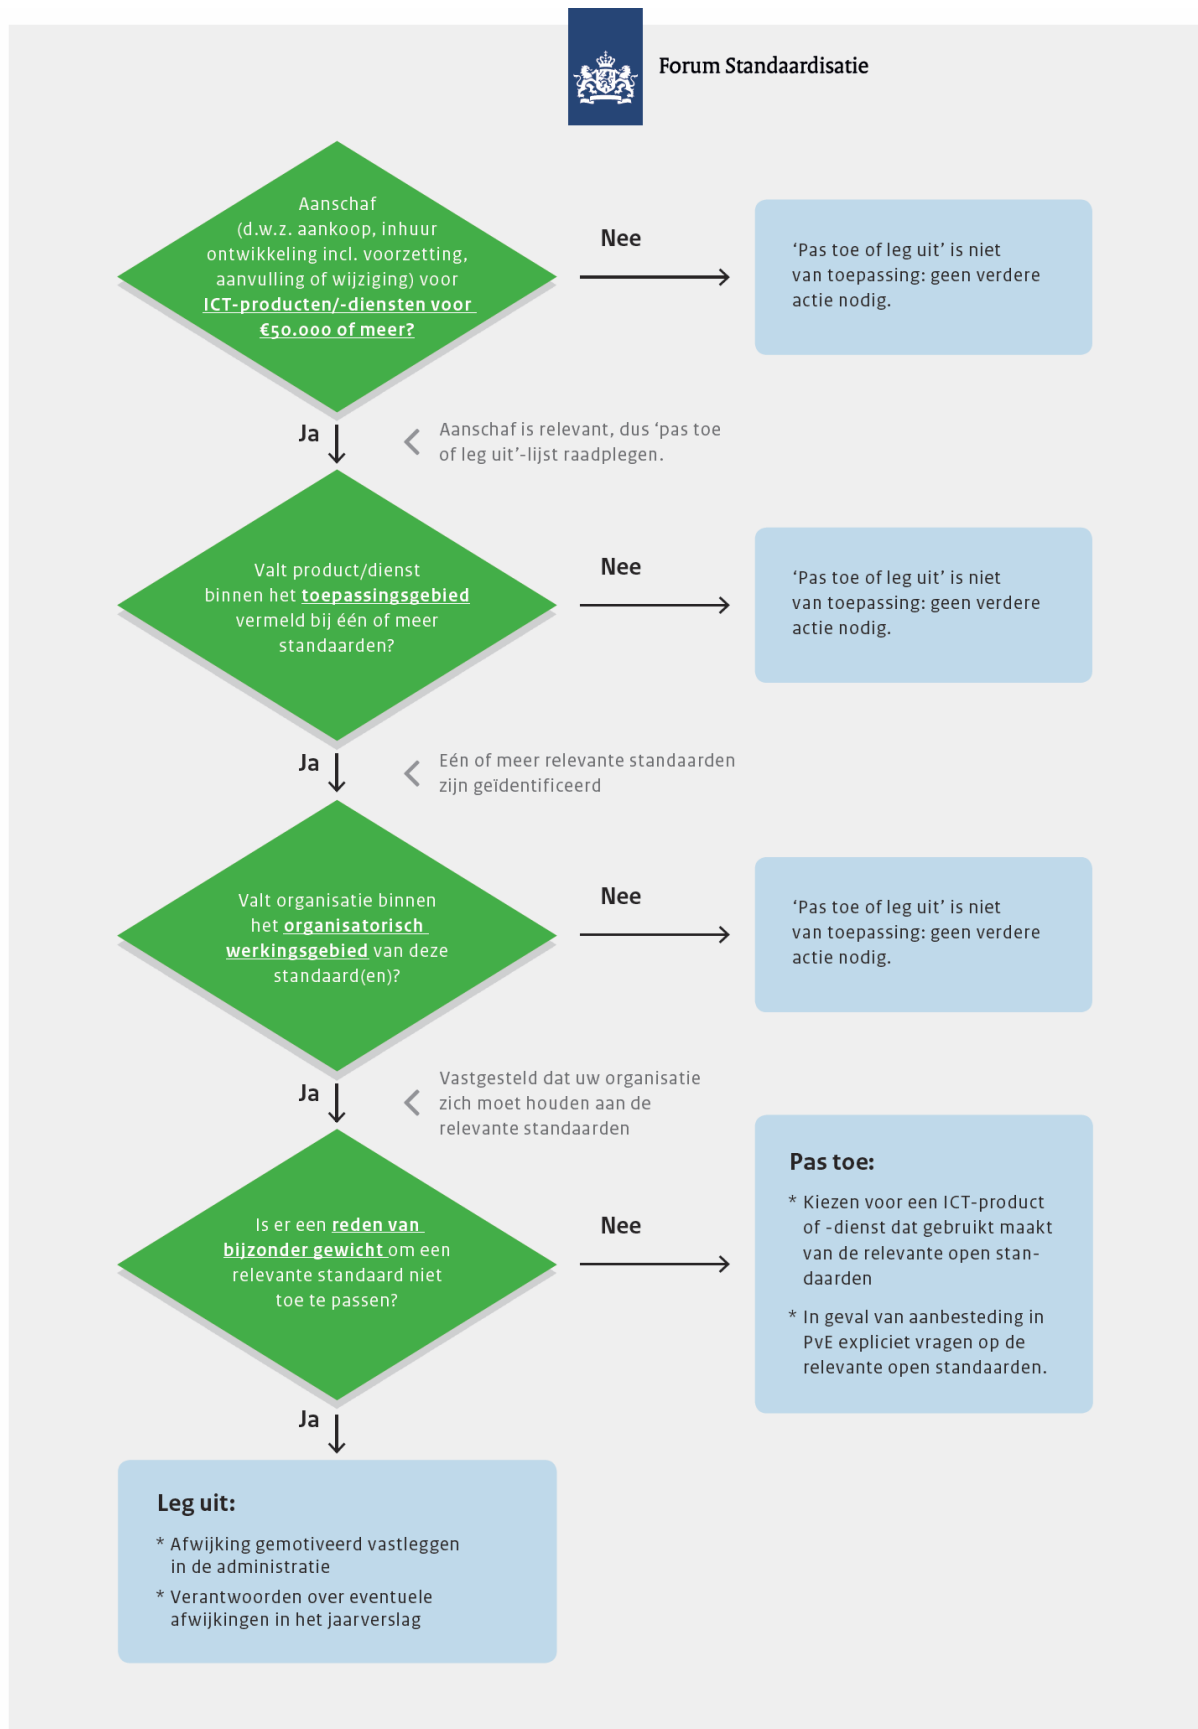 Forum Standaardisatie
Aanschaf
(d.w.z. aankoop, inhuur
ontwikkeling incl. voorzetting,
aanvulling of wijziging) voor
ICT-producten/-diensten voor
€50.000 of meer?
Nee
‘Pas toe of leg uit’ is niet
van toepassing: geen verdere
actie nodig.
Ja
Aanschaf is relevant, dus ‘pas toe
of leg uit’-lijst raadplegen.
Valt product/dienst
binnen het toepassingsgebied
vermeld bij één of meer
standaarden?
Nee
‘Pas toe of leg uit’ is niet
van toepassing: geen verdere
actie nodig.
Ja
Eén of meer relevante standaarden
zijn geïdentificeerd
Valt organisatie binnen
het organisatorisch
werkingsgebied van deze
standaard(en)?
Nee
‘Pas toe of leg uit’ is niet
van toepassing: geen verdere
actie nodig.
Ja
Vastgesteld dat uw organisatie
zich moet houden aan de
relevante standaarden
Is er een reden van
bijzonder gewicht om een
relevante standaard niet
toe te passen?
Nee
Pas toe:
* Kiezen voor een ICT-product
of -dienst dat gebruikt maakt
van de relevante open stan-
daarden
* In geval van aanbesteding in
PvE expliciet vragen op de
relevante open standaarden.
Ja
Leg uit:
* Afwijking gemotiveerd vastleggen
in de administratie
* Verantwoorden over eventuele
afwijkingen in het jaarverslag